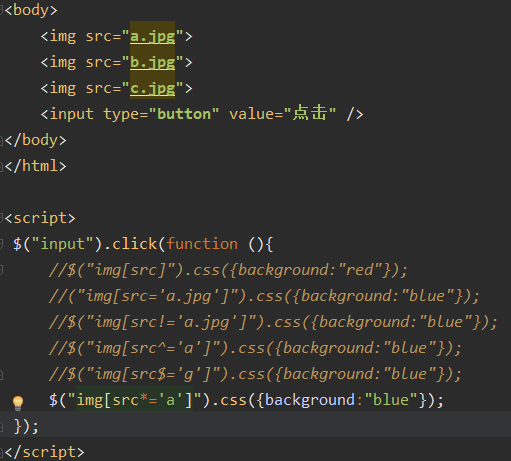 <body>
    <img src="a.jpg">
    <img src="b.jpg">
    <img src="c.jpg">
    <input type="button" value="点击" />
</body>
</html>

<script>
 $("input").click(function (){
     //$("img[src]").css({background:"red"});
     //("img[src='a.jpg']").css({background:"blue"});
     //$("img[src!='a.jpg']").css({background:"blue"});
     //$("img[src^='a']").css({background:"blue"});
     //$("img[src$='g']").css({background:"blue"});
     $("img[src*='a']").css({background:"blue"});
 });
</script>